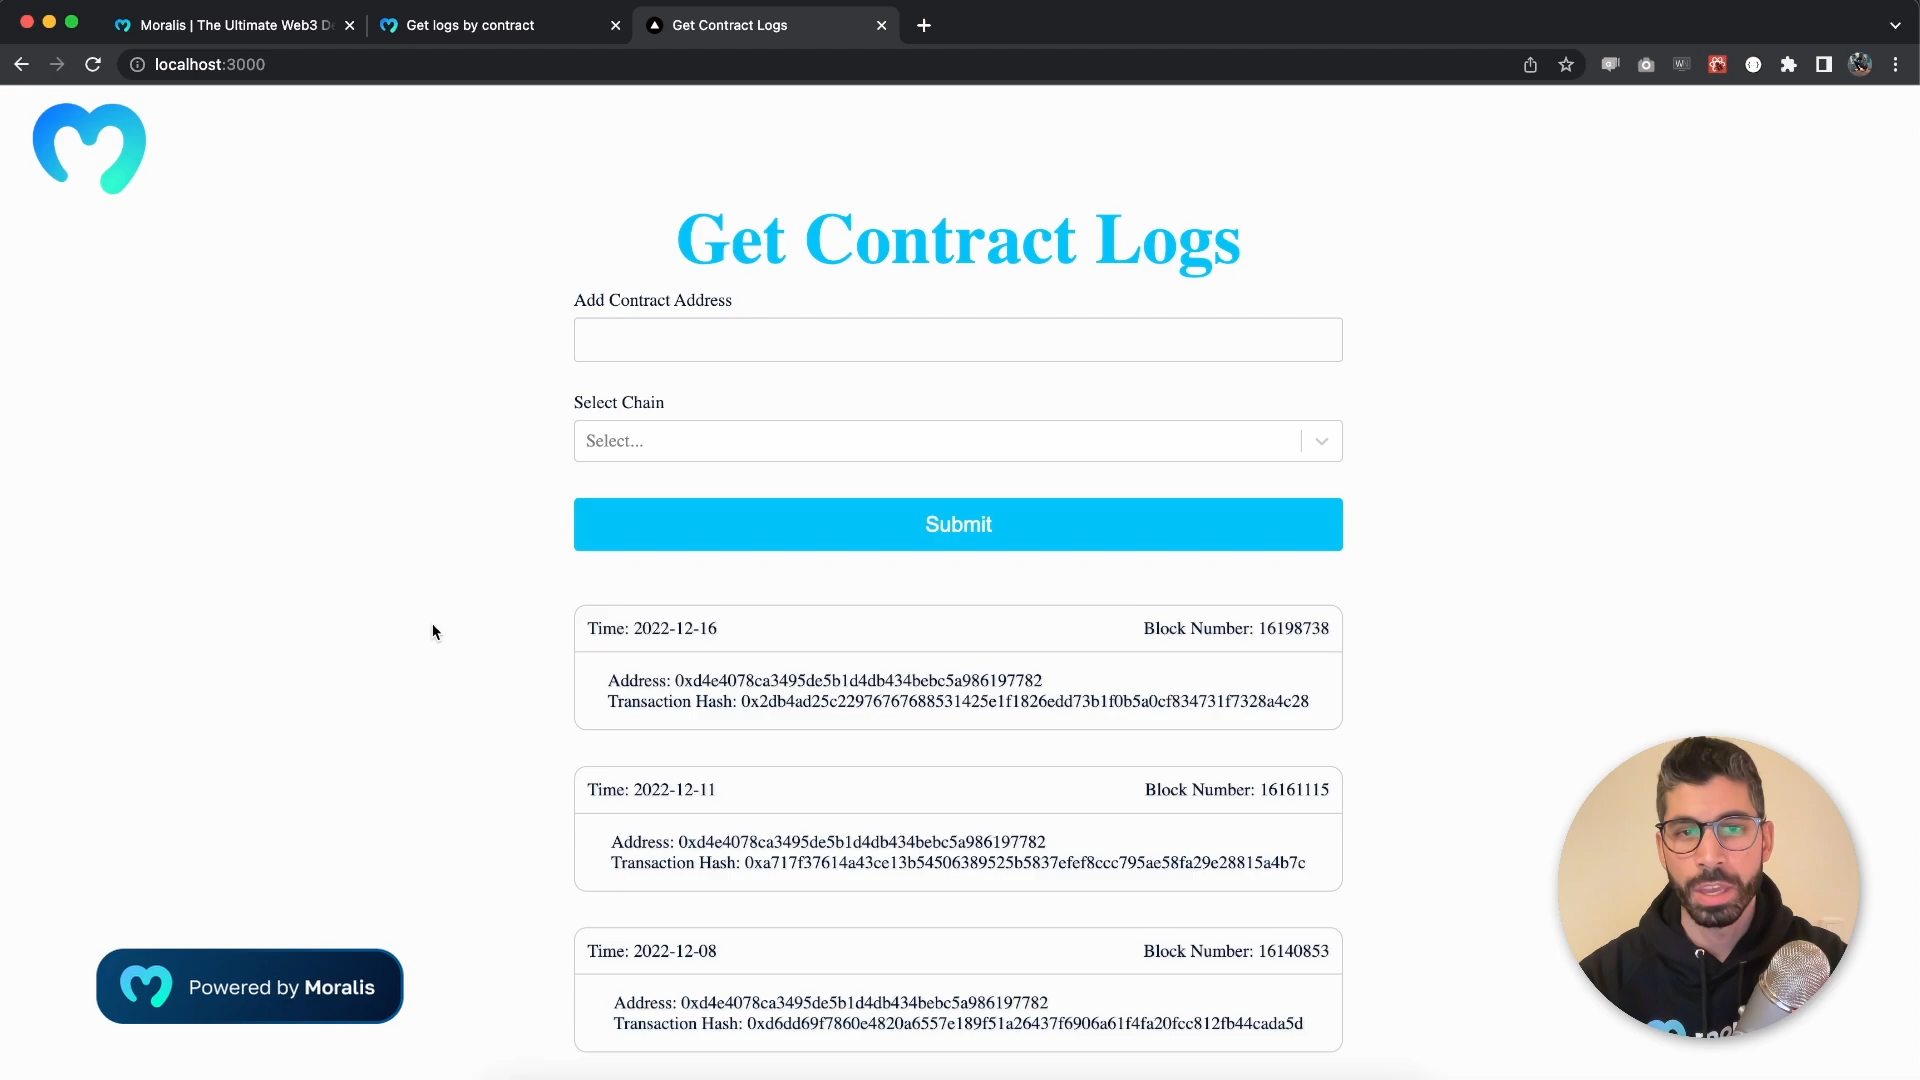 Moralis | The Ultimate Web3 D
Get logs by contract
Get Contract Logs
localhost:3000
Get Contract Logs
Add Contract Address
Select Chain
Select...
Submit
Time: 2022-12-16
Block Number: 16198738
Address: 0xd4e4078ca3495de5b1d4db434bebc5a986197782
Transaction Hash: 0x2db4ad25c22976767688531425e1f1826edd73b1f0b5a0cf834731f7328a4c28
Time: 2022-12-11
Block Number: 16161115
Address: 0xd4e4078ca3495de5b1d4db434bebc5a986197782
Transaction Hash: 0xa717f37614a43ce13b54506389525b5837efef8ccc795ae58fa29e28815a4b7c
Time: 2022-12-08
Block Number: 16140853
Address: 0xd4e4078ca3495de5b1d4db434bebc5a986197782
Transaction Hash: 0xd6dd69f7860e4820a6557e189f51a26437f6906a61f4fa20fcc812fb44cada5d
Powered by Moralis